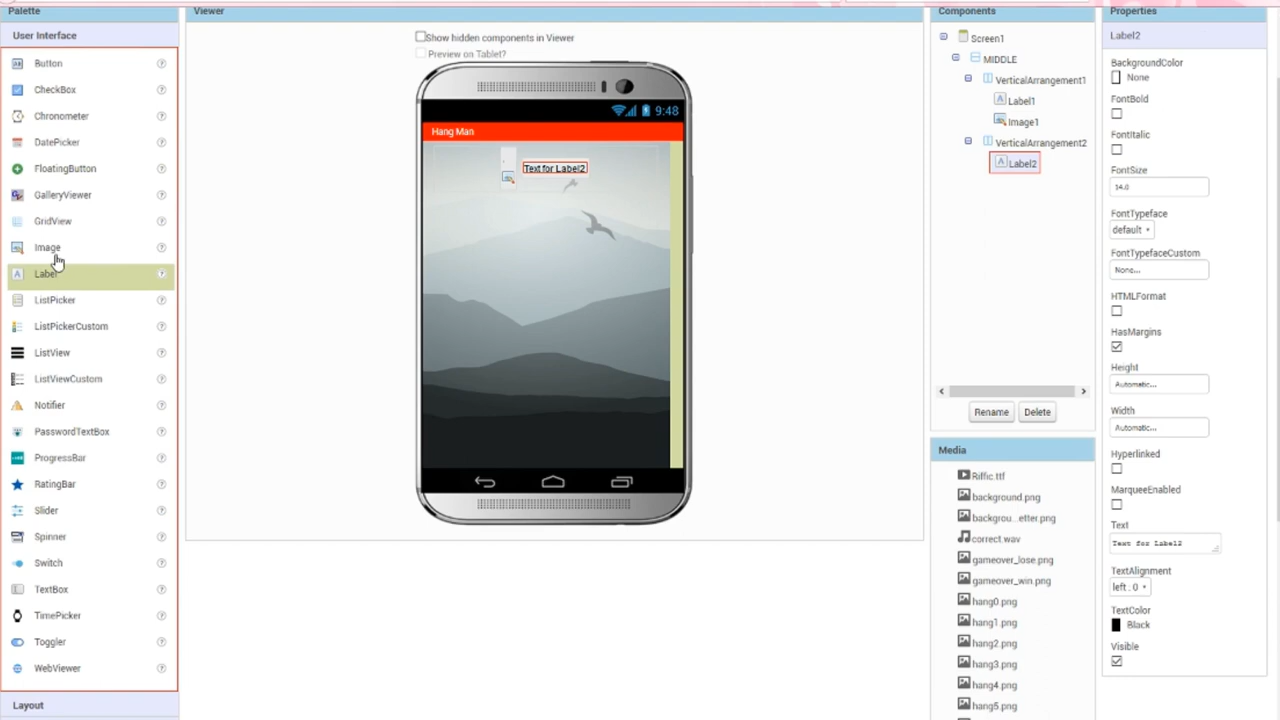 Palette
User Interface
Button
CheckBox
Chronometer
DatePicker
FloatingButton
GalleryViewer
GridView
Image
Label
ListPicker
ListPickerCustom
ListView
ListViewCustom
Notifier
PasswordTextBox
ProgressBar
RatingBar
Slider
Spinner
Switch
TextBox
TimePicker
Toggler
WebViewer
Layout
Viewer
Show hidden components in Viewer
Preview on Tablet?
9:48
Hang Man
Text for Label2
Components
Screen1
MIDDLE
VerticalArrangement1
Label1
Image1
VerticalArrangement2
Label2
Rename
Delete
Media
Riffic.ttf
background.png
backgrou...etter.png
correct.wav
gameover_lose.png
gameover_win.png
hang0.png
hang1.png
hang2.png
hang3.png
hang4.png
hang5.png
Properties
Label2
BackgroundColor
None
FontBold
FontItalic
FontSize
14.0
FontTypeface
default
FontTypefaceCustom
None...
HTMLFormat
HasMargins
Height
Automatic...
Width
Automatic...
Hyperlinked
MarqueeEnabled
Text
Text for Label2
TextAlignment
left : 0
TextColor
Black
Visible